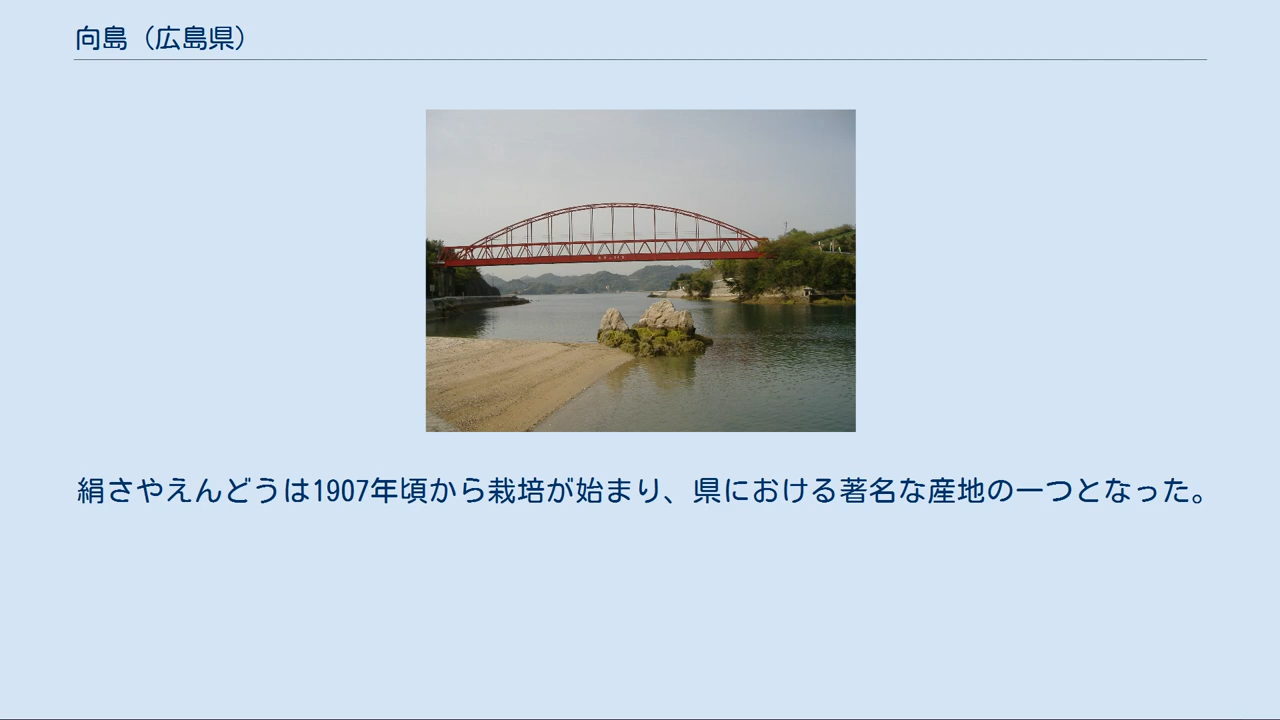 向島（広島県）
絹さやえんどうは1907年頃から栽培が始まり、県における著名な産地の一つとなった。